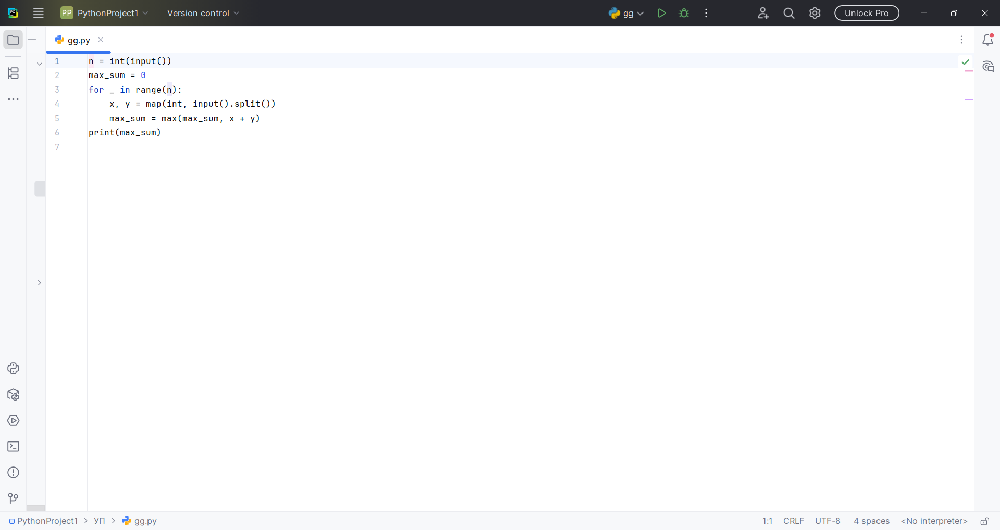 PC PP PythonProject1 Version control gg Unlock Pro
gg.py
1 n = int(input())
2 max_sum = 0
3 for _ in range(n):
4     x, y = map(int, input().split())
5     max_sum = max(max_sum, x + y)
6 print(max_sum)
7
PythonProject1 > УП > gg.py 1:1 CRLF UTF-8 4 spaces <No interpreter>